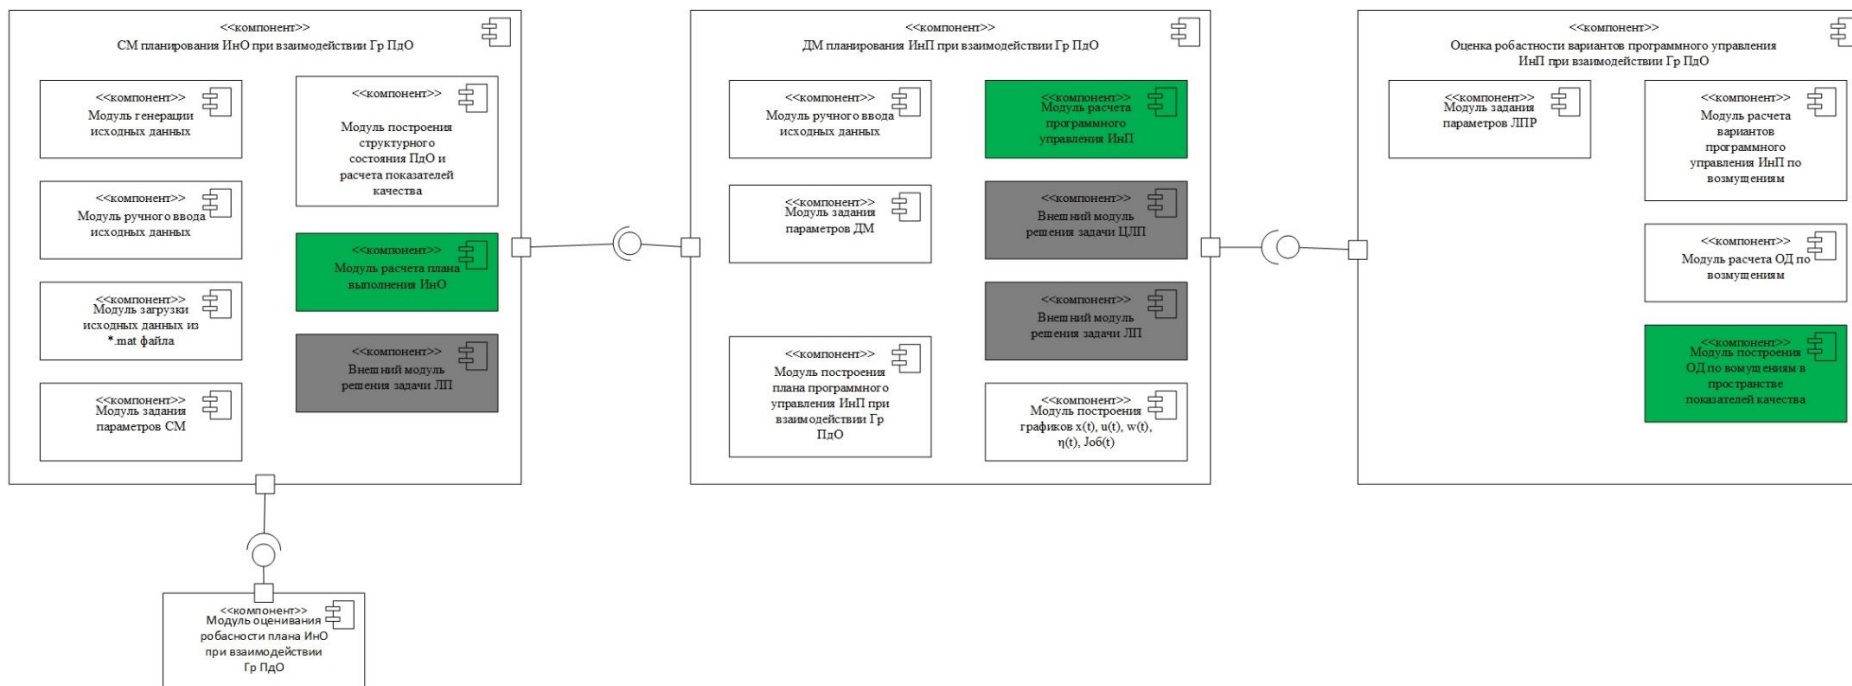 <<компонент>>
СМ планирования ИнО при взаимодействии Гр ПдО
<<компонент>>
Модуль генерации
исходных данных
<<компонент>>
Модуль ручного ввода
исходных данных
<<компонент>>
Модуль загрузки
исходных данных из
*.mat файла
<<компонент>>
Модуль задания
параметров СМ
<<компонент>>
Модуль построения
структурного
состояния ПдО и
расчета показателей
качества
<<компонент>>
Модуль расчета плана
выполнения ИнО
<<компонент>>
Внешний модуль
решения задачи ЛП
<<компонент>>
Модуль оценивания
робасности плана ИнО
при взаимодействии
Гр ПдО
<<компонент>>
ДМ планирования ИнП при взаимодействии Гр ПдО
<<компонент>>
Модуль ручного ввода
исходных данных
<<компонент>>
Модуль задания
параметров ДМ
<<компонент>>
Модуль построения
плана программного
управления ИнП при
взаимодействии Гр
ПдО
<<компонент>>
Модуль расчета
программного
управления ИнП
<<компонент>>
Внешний модуль
решения задачи ЦЛП
<<компонент>>
Внешний модуль
решения задачи ЛП
<<компонент>>
Модуль построения
графиков x(t), u(t), w(t),
η(t), Jоб(t)
<<компонент>>
Оценка робастности вариантов программного управления
ИнП при взаимодействии Гр ПдО
<<компонент>>
Модуль задания
параметров ЛПР
<<компонент>>
Модуль расчета
вариантов
программного
управления ИнП по
возмущениям
<<компонент>>
Модуль расчета ОД по
возмущениям
<<компонент>>
Модуль построения
ОД по вомущениям в
пространстве
показателей качества